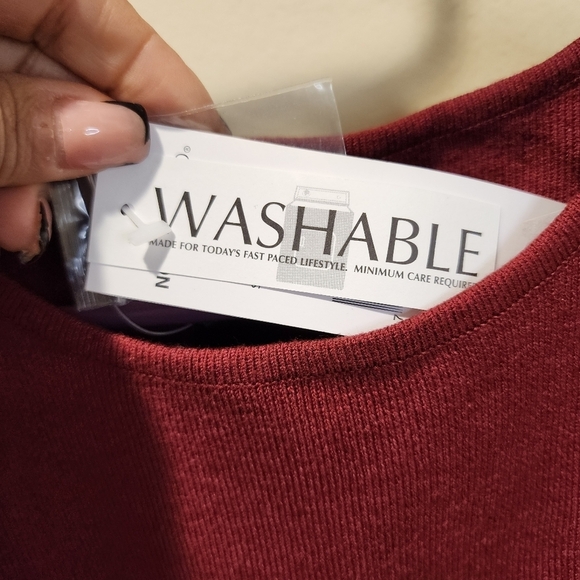 WASHABLE
MADE FOR TODAY'S FAST PACED LIFESTYLE. MINIMUM CARE REQUIRE